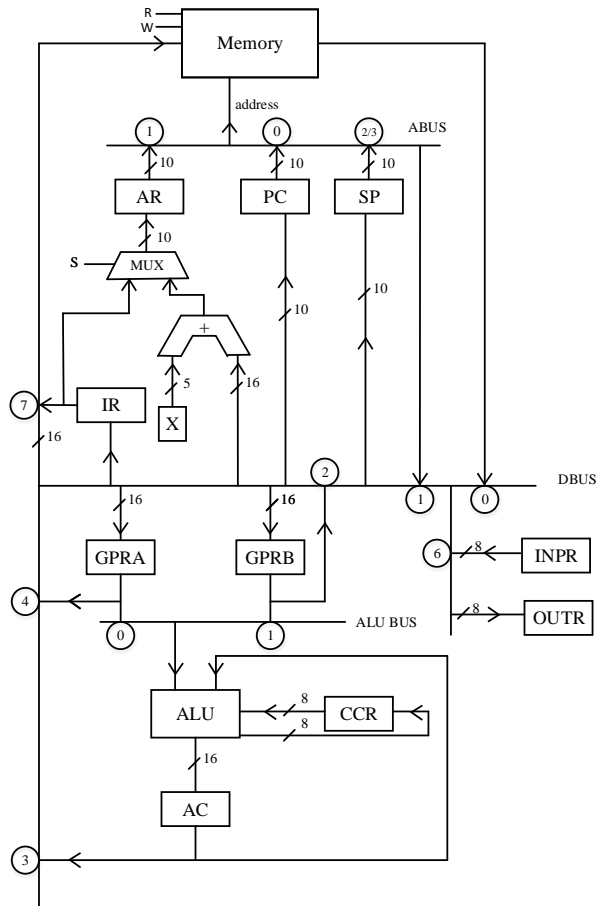 R
W
Memory
address
1
0
2/3
ABUS
10
10
10
AR
PC
SP
10
S
MUX
10
10
+
5
16
7
IR
X
16
2
DBUS
1
0
16
16
8
6
INPR
GPRA
GPRB
4
8
OUTR
0
1
ALU BUS
8
ALU
CCR
8
16
AC
3